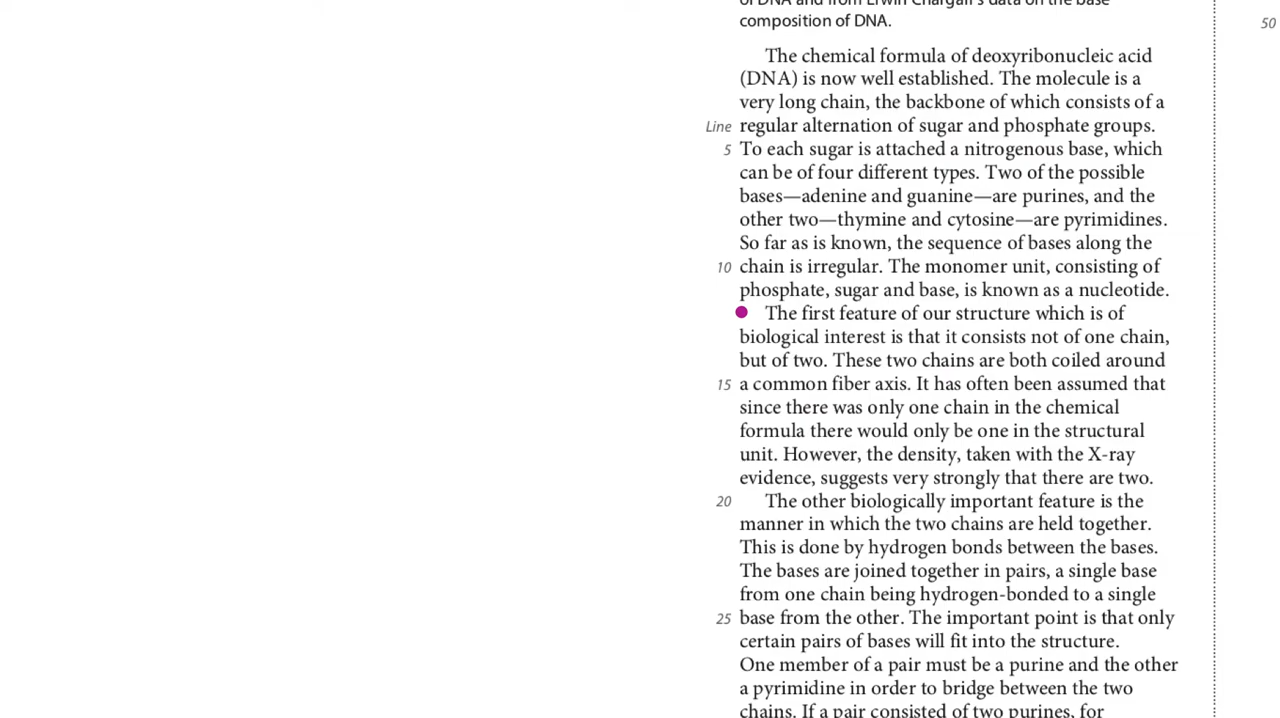 of DNA and from Erwin Chargaff's data on the base
composition of DNA.
50
The chemical formula of deoxyribonucleic acid
(DNA) is now well established. The molecule is a
very long chain, the backbone of which consists of a
Line regular alternation of sugar and phosphate groups.
5 To each sugar is attached a nitrogenous base, which
can be of four different types. Two of the possible
bases—adenine and guanine—are purines, and the
other two—thymine and cytosine—are pyrimidines.
So far as is known, the sequence of bases along the
10 chain is irregular. The monomer unit, consisting of
phosphate, sugar and base, is known as a nucleotide.
The first feature of our structure which is of
biological interest is that it consists not of one chain,
but of two. These two chains are both coiled around
15 a common fiber axis. It has often been assumed that
since there was only one chain in the chemical
formula there would only be one in the structural
unit. However, the density, taken with the X-ray
evidence, suggests very strongly that there are two.
20 The other biologically important feature is the
manner in which the two chains are held together.
This is done by hydrogen bonds between the bases.
The bases are joined together in pairs, a single base
from one chain being hydrogen-bonded to a single
25 base from the other. The important point is that only
certain pairs of bases will fit into the structure.
One member of a pair must be a purine and the other
a pyrimidine in order to bridge between the two
chains. If a pair consisted of two purines, for